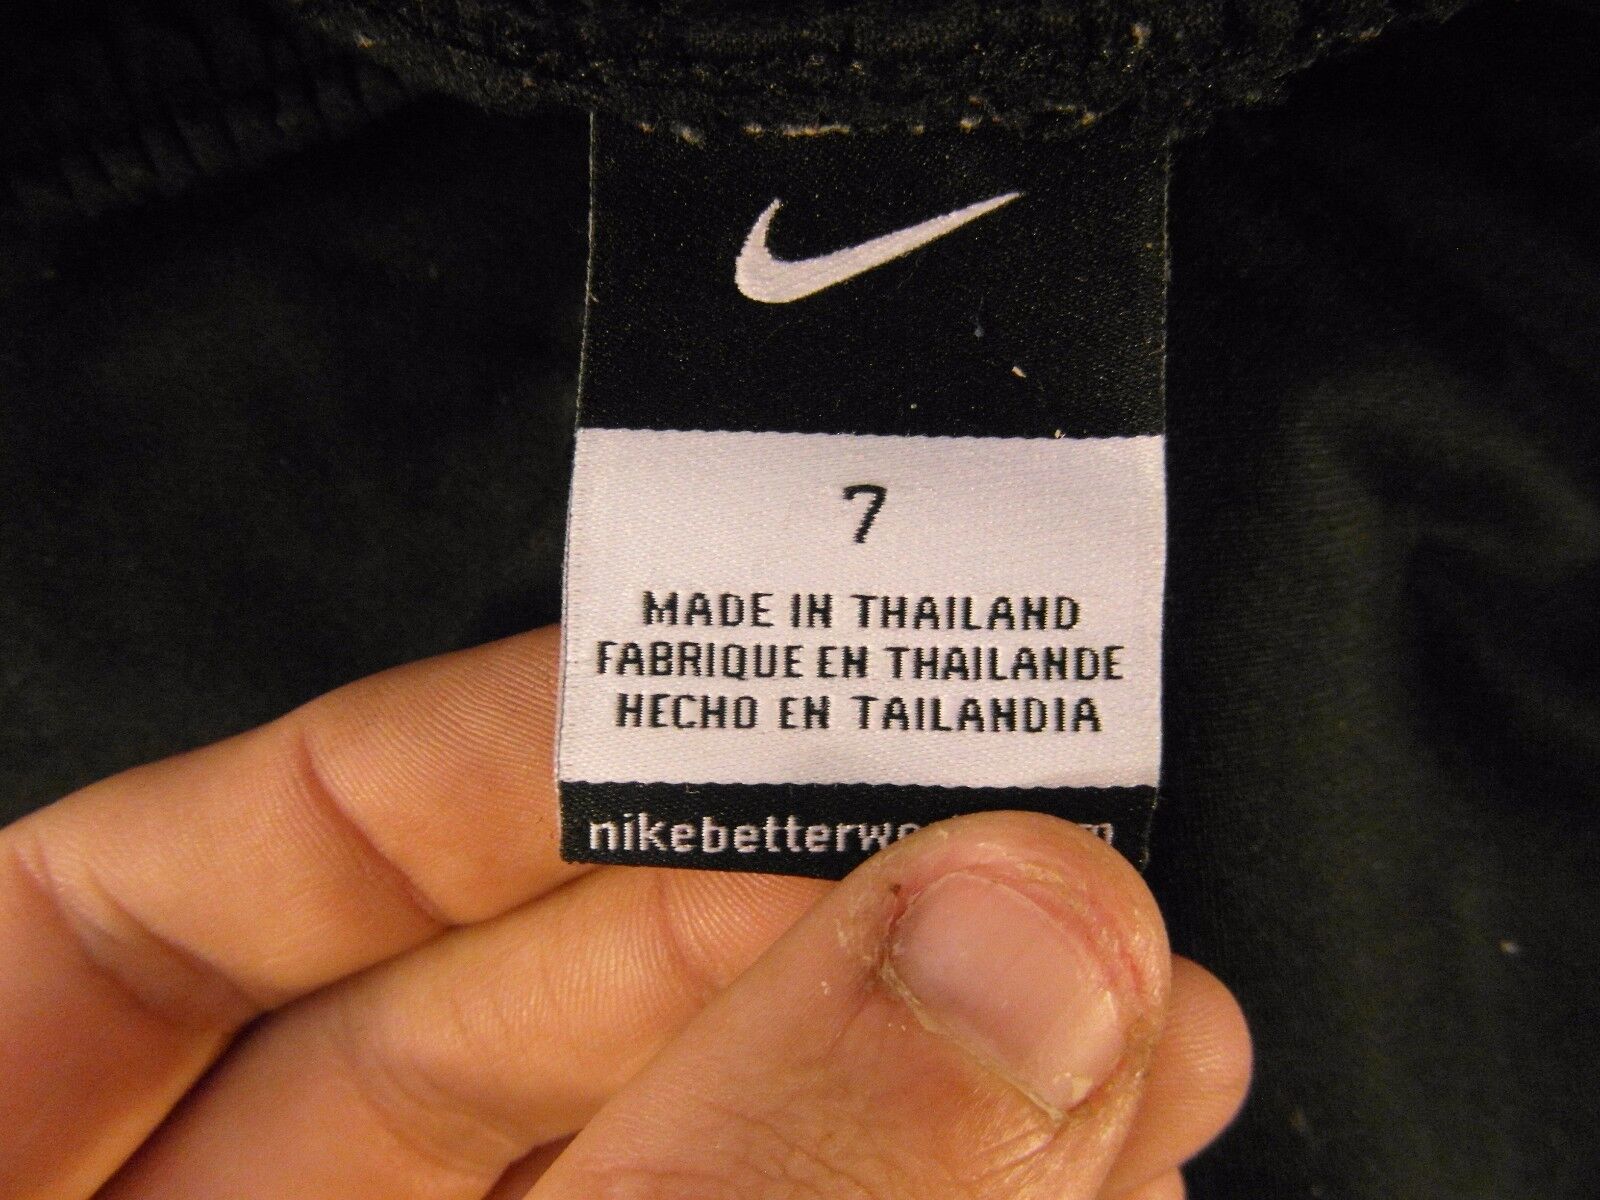 7
MADE IN THAILAND
FABRIQUE EN THAILANDE
HECHO EN TAILANDIA